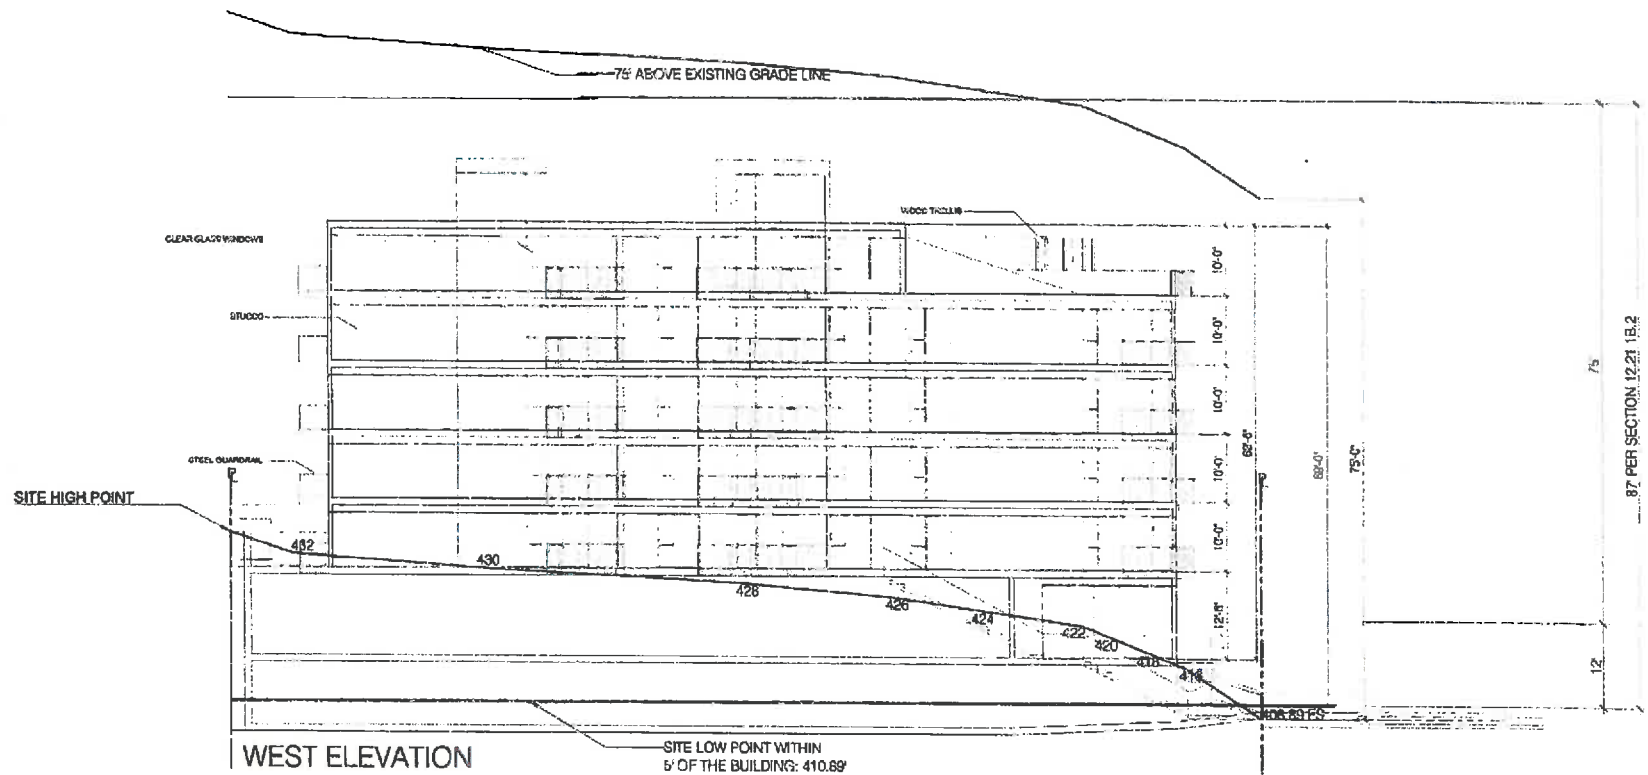 75' ABOVE EXISTING GRADE LINE
WOOD TRELLIS
CLEAR GLASS WINDOWS
STUCCO
STEEL GUARDRAIL
SITE HIGH POINT
10'-0"
10'-0"
10'-0"
10'-0"
10'-0"
12'-6"
62'-6"
69'-0"
75'-0"
75'
12'
87' PER SECTION 12.21 1.B.2
432
430
428
426
424
422
420
418
416
WEST ELEVATION
SITE LOW POINT WITHIN
5' OF THE BUILDING: 410.69'